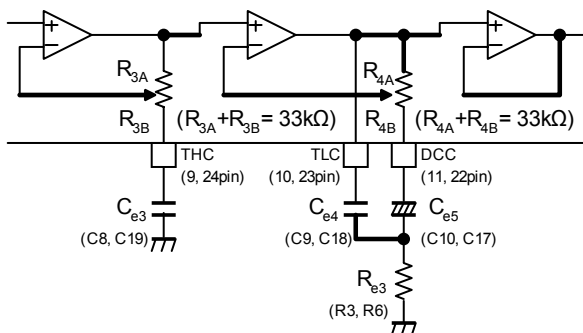 +
−
+
−
+
−
R3A
R4A
R3B
(R3A+R3B= 33kΩ)
R4B
(R4A+R4B= 33kΩ)
THC
(9, 24pin)
TLC
(10, 23pin)
DCC
(11, 22pin)
Ce3
(C8, C19)
Ce4
(C9, C18)
Ce5
(C10, C17)
Re3
(R3, R6)